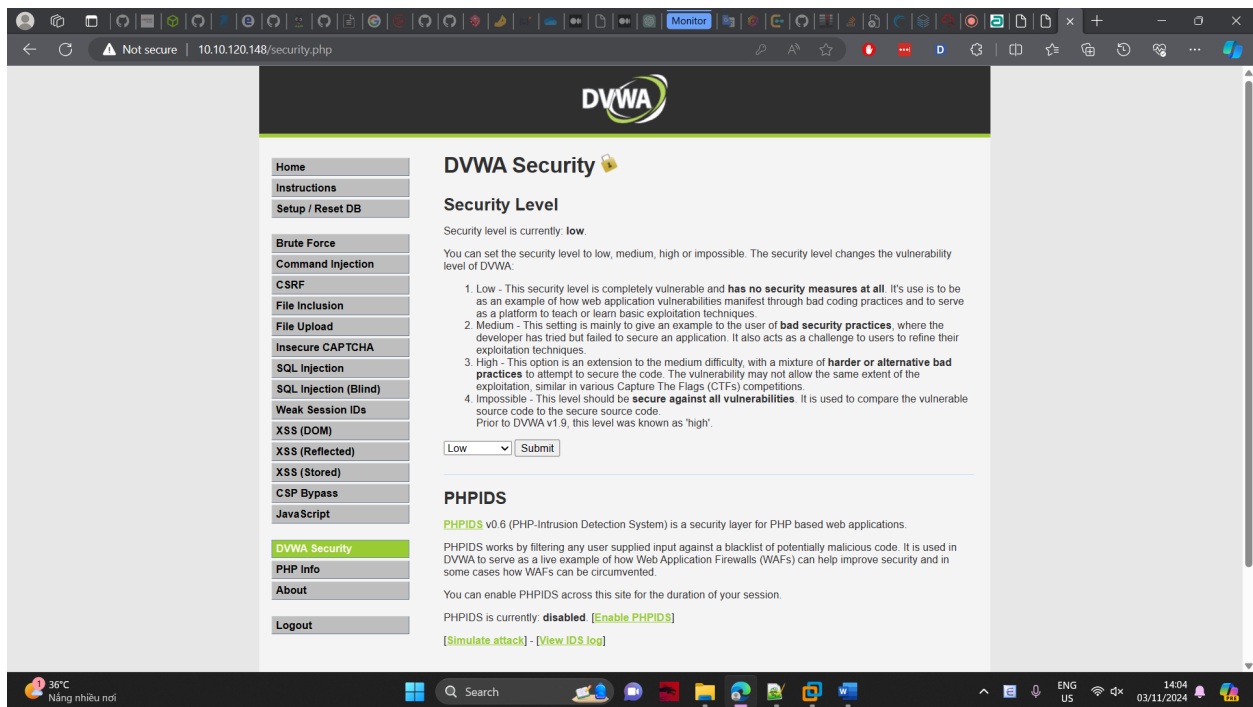 Monitor
Not secure
10.10.120.148/security.php
DVWA
Home
Instructions
Setup / Reset DB
Brute Force
Command Injection
CSRF
File Inclusion
File Upload
Insecure CAPTCHA
SQL Injection
SQL Injection (Blind)
Weak Session IDs
XSS (DOM)
XSS (Reflected)
XSS (Stored)
CSP Bypass
JavaScript
DVWA Security
PHP Info
About
Logout
DVWA Security
Security Level
Security level is currently: low.
You can set the security level to low, medium, high or impossible. The security level changes the vulnerability
level of DVWA:
1. Low - This security level is completely vulnerable and has no security measures at all. It's use is to be
as an example of how web application vulnerabilities manifest through bad coding practices and to serve
as a platform to teach or learn basic exploitation techniques.
2. Medium - This setting is mainly to give an example to the user of bad security practices, where the
developer has tried but failed to secure an application. It also acts as a challenge to users to refine their
exploitation techniques.
3. High - This option is an extension to the medium difficulty, with a mixture of harder or alternative bad
practices to attempt to secure the code. The vulnerability may not allow the same extent of the
exploitation, similar in various Capture The Flags (CTFs) competitions.
4. Impossible - This level should be secure against all vulnerabilities. It is used to compare the vulnerable
source code to the secure source code.
Prior to DVWA v1.9, this level was known as 'high'.
Low Submit
PHPIDS
PHPIDS v0.6 (PHP-Intrusion Detection System) is a security layer for PHP based web applications.
PHPIDS works by filtering any user supplied input against a blacklist of potentially malicious code. It is used in
DVWA to serve as a live example of how Web Application Firewalls (WAFs) can help improve security and in
some cases how WAFs can be circumvented.
You can enable PHPIDS across this site for the duration of your session.
PHPIDS is currently: disabled. [Enable PHPIDS]
[Simulate attack] - [View IDS log]
1
36°C
Nắng nhiều nơi
Search
ENG
US
14:04
03/11/2024